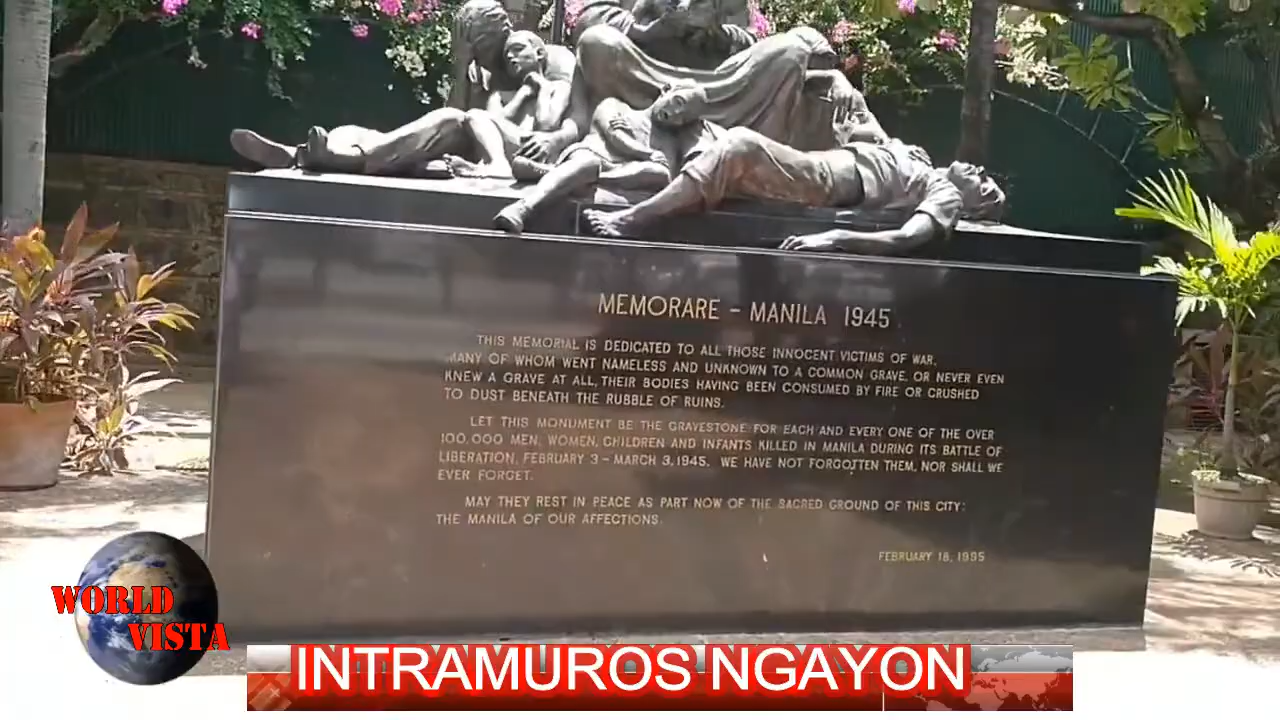 MEMORARE - MANILA 1945
THIS MEMORIAL IS DEDICATED TO ALL THOSE INNOCENT VICTIMS OF WAR,
MANY OF WHOM WENT NAMELESS AND UNKNOWN TO A COMMON GRAVE, OR NEVER EVEN
KNEW A GRAVE AT ALL, THEIR BODIES HAVING BEEN CONSUMED BY FIRE OR CRUSHED
TO DUST BENEATH THE RUBBLE OF RUINS.
LET THIS MONUMENT BE THE GRAVESTONE FOR EACH AND EVERY ONE OF THE OVER
100,000 MEN, WOMEN, CHILDREN AND INFANTS KILLED IN MANILA DURING ITS BATTLE OF
LIBERATION, FEBRUARY 3 - MARCH 3, 1945. WE HAVE NOT FORGOTTEN THEM, NOR SHALL WE
EVER FORGET.
MAY THEY REST IN PEACE AS PART NOW OF THE SACRED GROUND OF THIS CITY:
THE MANILA OF OUR AFFECTIONS.
FEBRUARY 18, 1995
WORLD
VISTA
INTRAMUROS NGAYON